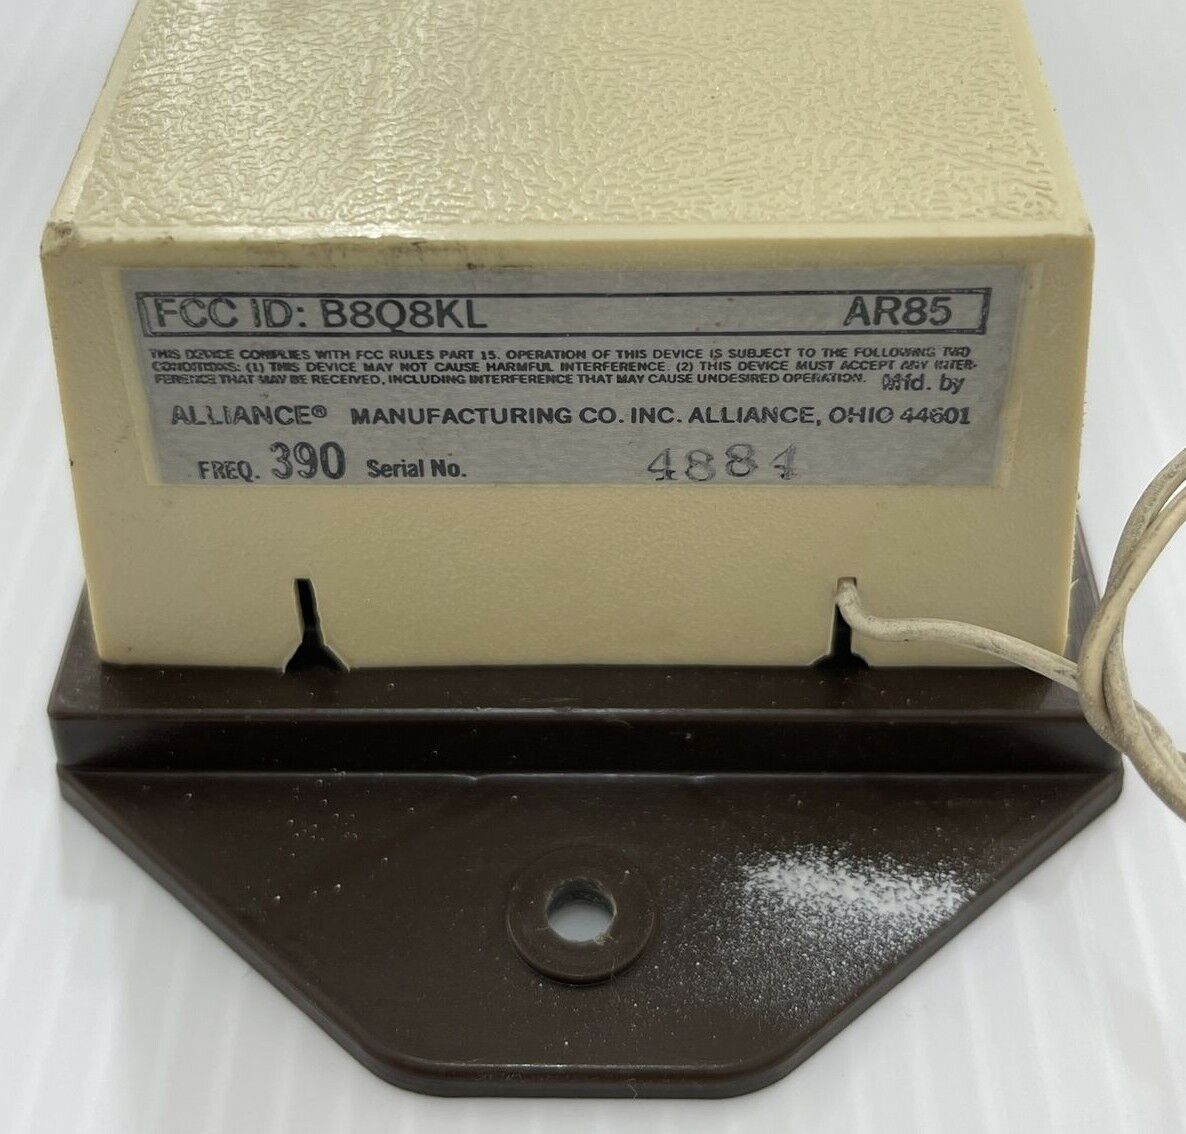 FCC ID: B8Q8KL AR85
THIS DEVICE COMPLIES WITH FCC RULES PART 15. OPERATION OF THIS DEVICE IS SUBJECT TO THE FOLLOWING TWO
CONDITIONS: (1) THIS DEVICE MAY NOT CAUSE HARMFUL INTERFERENCE. (2) THIS DEVICE MUST ACCEPT ANY INTER-
FERENCE THAT MAY BE RECEIVED, INCLUDING INTERFERENCE THAT MAY CAUSE UNDESIRED OPERATION. Mfd. by
ALLIANCE® MANUFACTURING CO. INC. ALLIANCE, OHIO 44601
FREQ. 390 Serial No. 4884